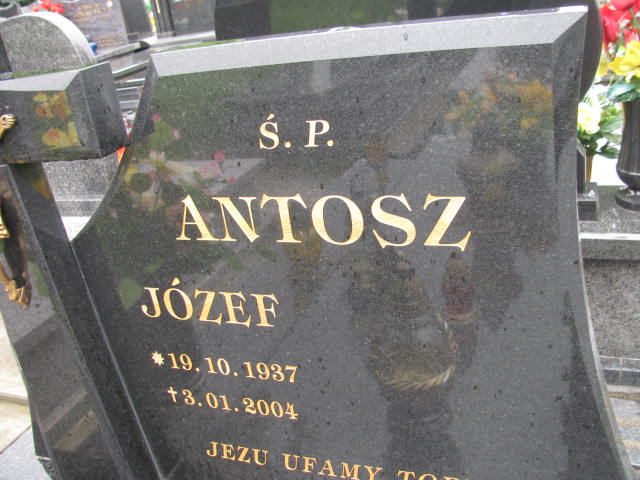 Ś. P.
ANTOSZ
JÓZEF
* 19.10.1937
† 3.01.2004
JEZU UFAMY